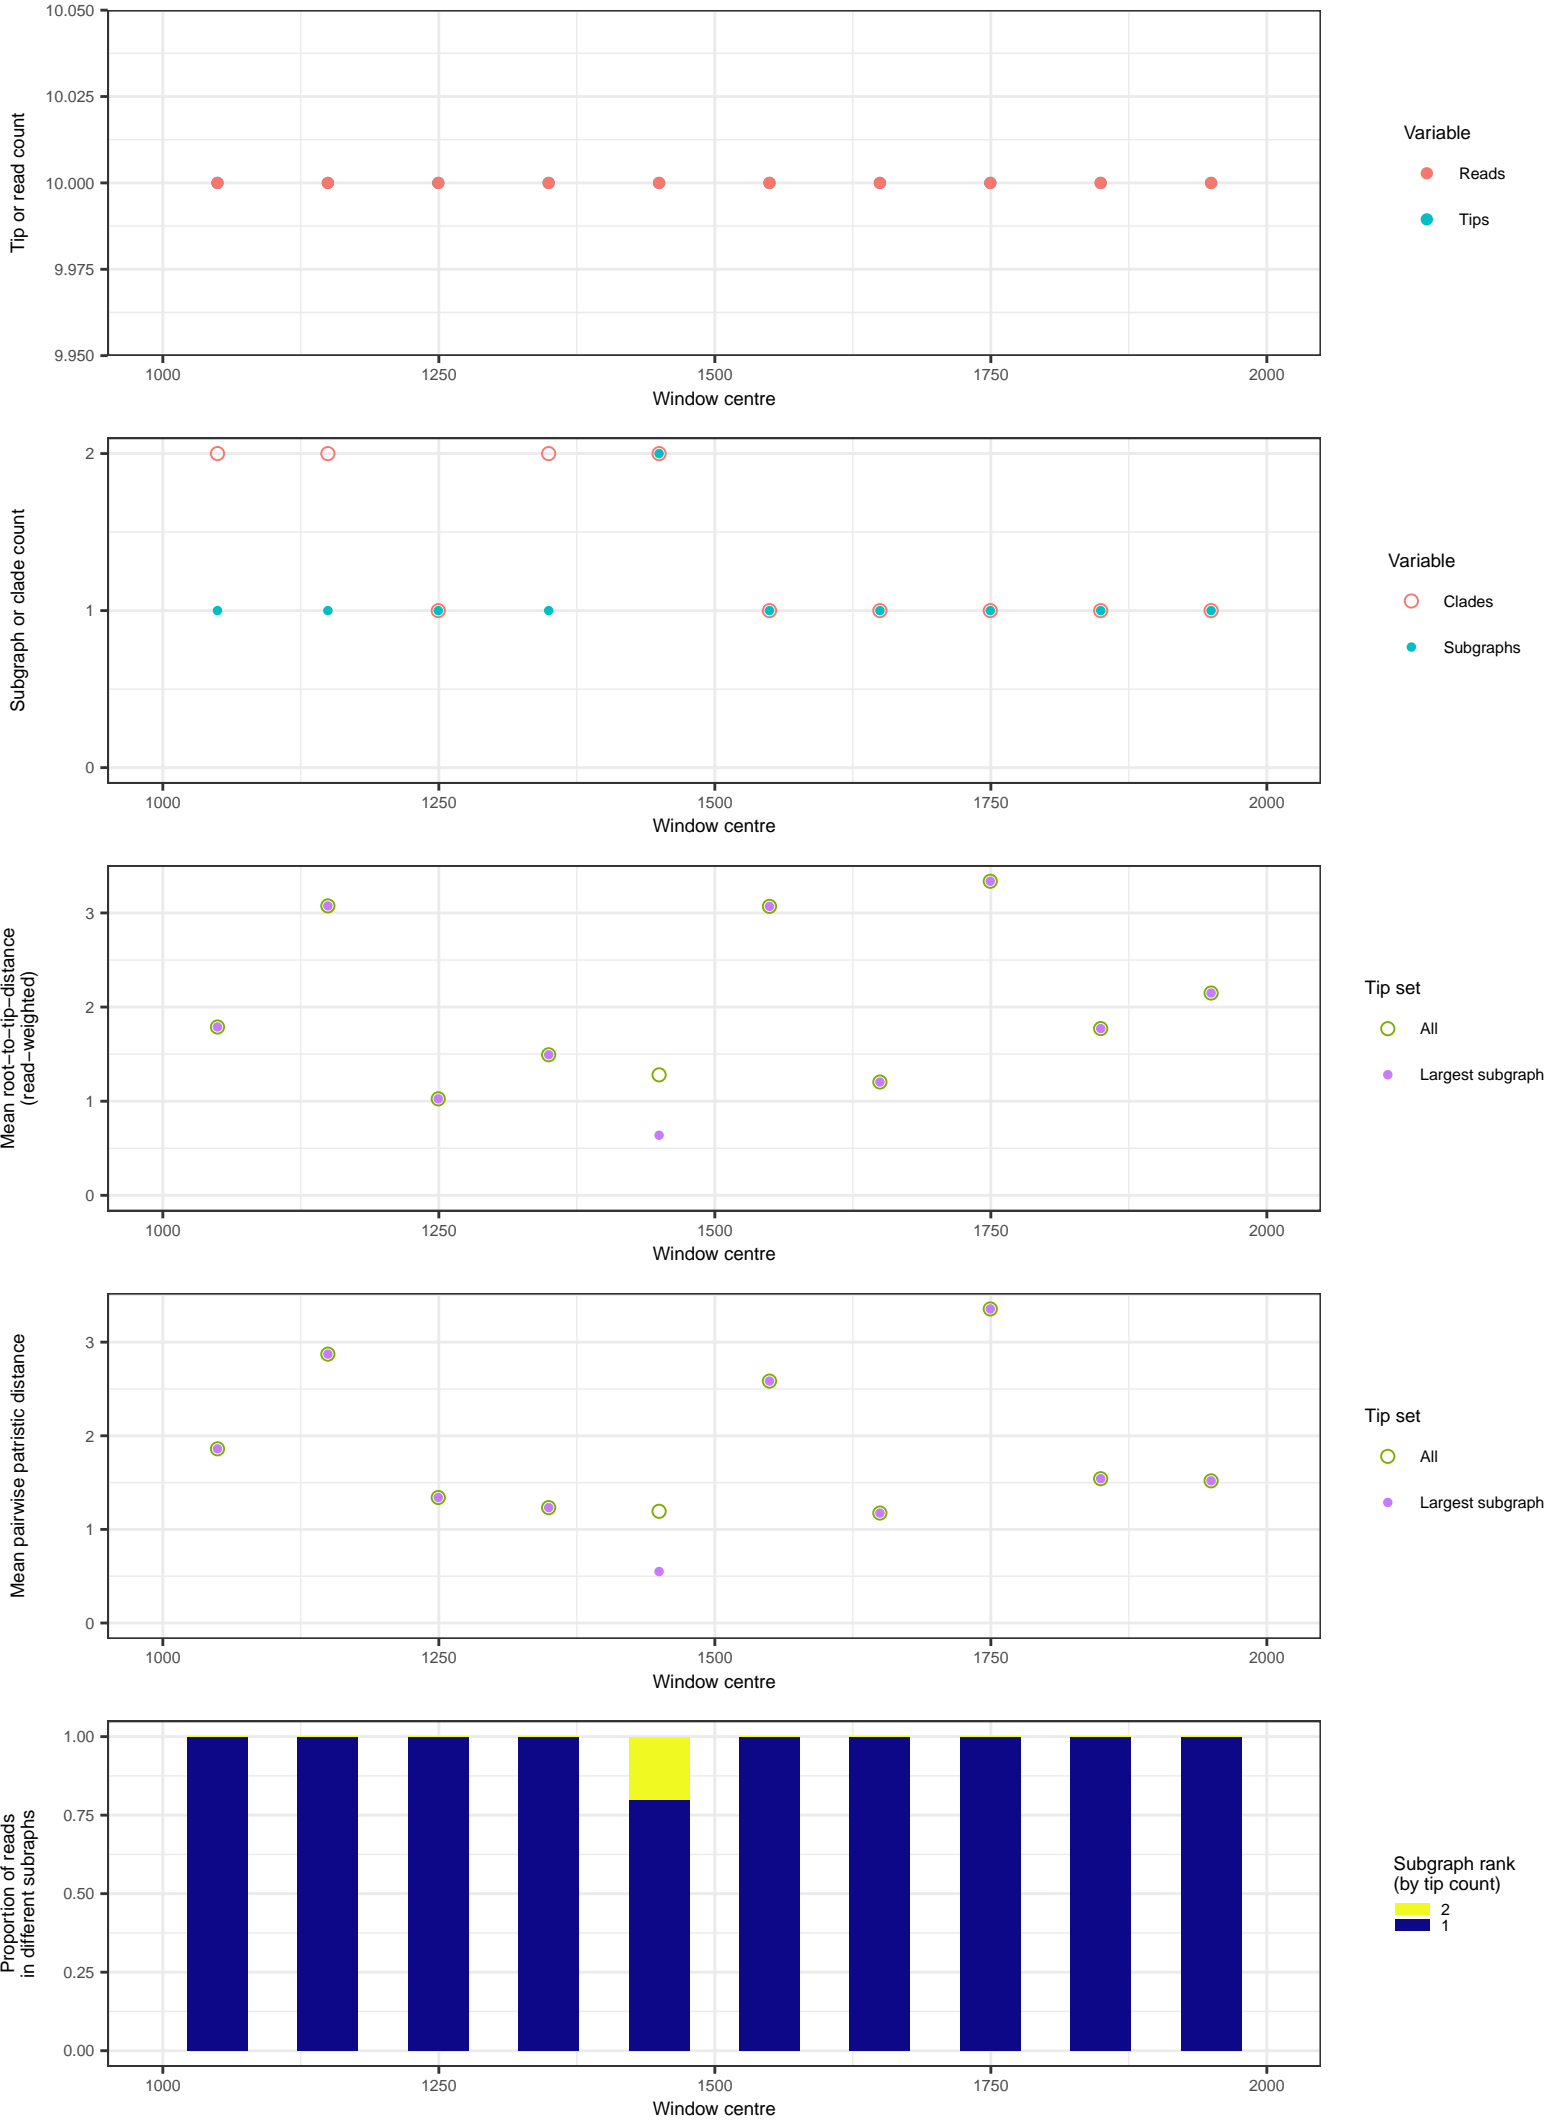 Tip or read count
10.050
10.025
10.000
9.975
9.950
1000 1250 1500 1750 2000
Window centre
Variable
Reads
Tips
Subgraph or clade count
2
1
0
1000 1250 1500 1750 2000
Window centre
Variable
Clades
Subgraphs
Mean root−to−tip−distance
(read−weighted)
3
2
1
0
1000 1250 1500 1750 2000
Window centre
Tip set
All
Largest subgraph
Mean pairwise patristic distance
3
2
1
0
1000 1250 1500 1750 2000
Window centre
Tip set
All
Largest subgraph
Proportion of reads
in different subraphs
1.00
0.75
0.50
0.25
0.00
1000 1250 1500 1750 2000
Window centre
Subgraph rank
(by tip count)
2
1